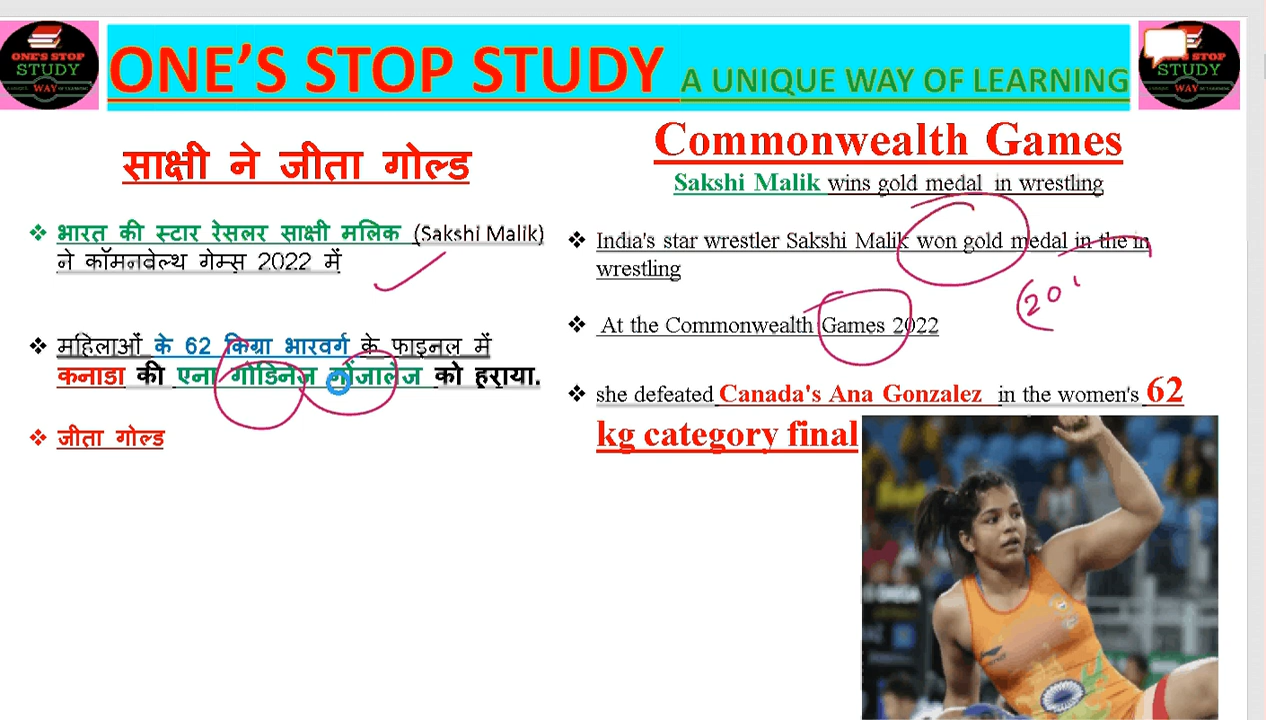 ONE'S STOP STUDY A UNIQUE WAY OF LEARNING
ONE'S STOP
STUDY
WAY
STUDY
WAY
साक्षी ने जीता गोल्ड
❖ भारत की स्टार रेसलर साक्षी मलिक (Sakshi Malik)
ने कॉमनवेल्थ गेम्स 2022 में
❖ महिलाओं के 62 किग्रा भारवर्ग के फाइनल में
कनाडा की एना गोडिनेज गोंजालेज को हराया.
❖ जीता गोल्ड
Commonwealth Games
Sakshi Malik wins gold medal in wrestling
❖ India's star wrestler Sakshi Malik won gold medal in the in
wrestling
(20
❖ At the Commonwealth Games 2022
❖ she defeated Canada's Ana Gonzalez in the women's 62
kg category final